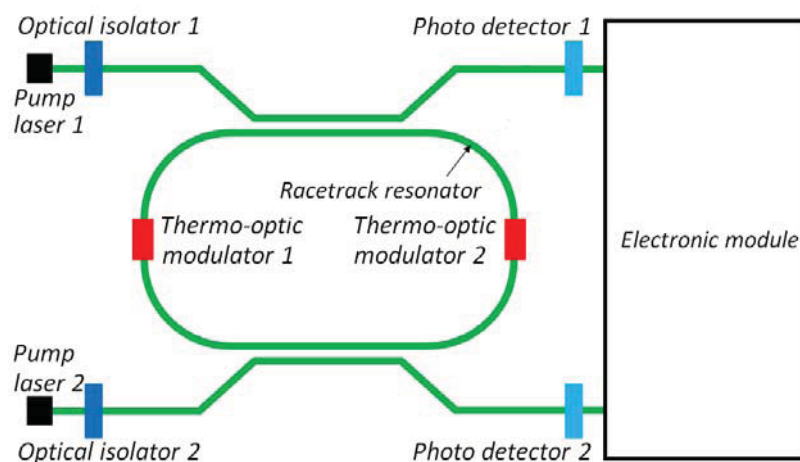 Optical isolator 1
Photo detector 1
Pump
laser 1
Racetrack resonator
Thermo-optic
modulator 1
Thermo-optic
modulator 2
Electronic module
Pump
laser 2
Optical isolator 2
Photo detector 2